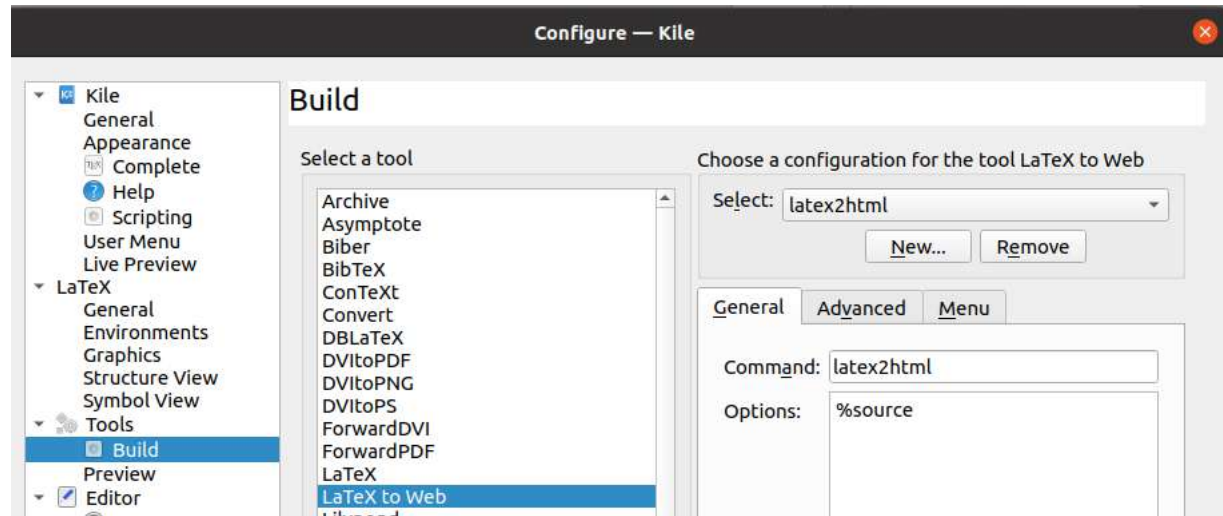 Configure — Kile
Kile
General
Appearance
Complete
Help
Scripting
User Menu
Live Preview
LaTeX
General
Environments
Graphics
Structure View
Symbol View
Tools
Build
Preview
Editor
Build
Select a tool
Archive
Asymptote
Biber
BibTeX
ConTeXt
Convert
DBLaTeX
DVItoPDF
DVItoPNG
DVItoPS
ForwardDVI
ForwardPDF
LaTeX
LaTeX to Web
Choose a configuration for the tool LaTeX to Web
Select: latex2html
New... Remove
General Advanced Menu
Command: latex2html
Options: %source